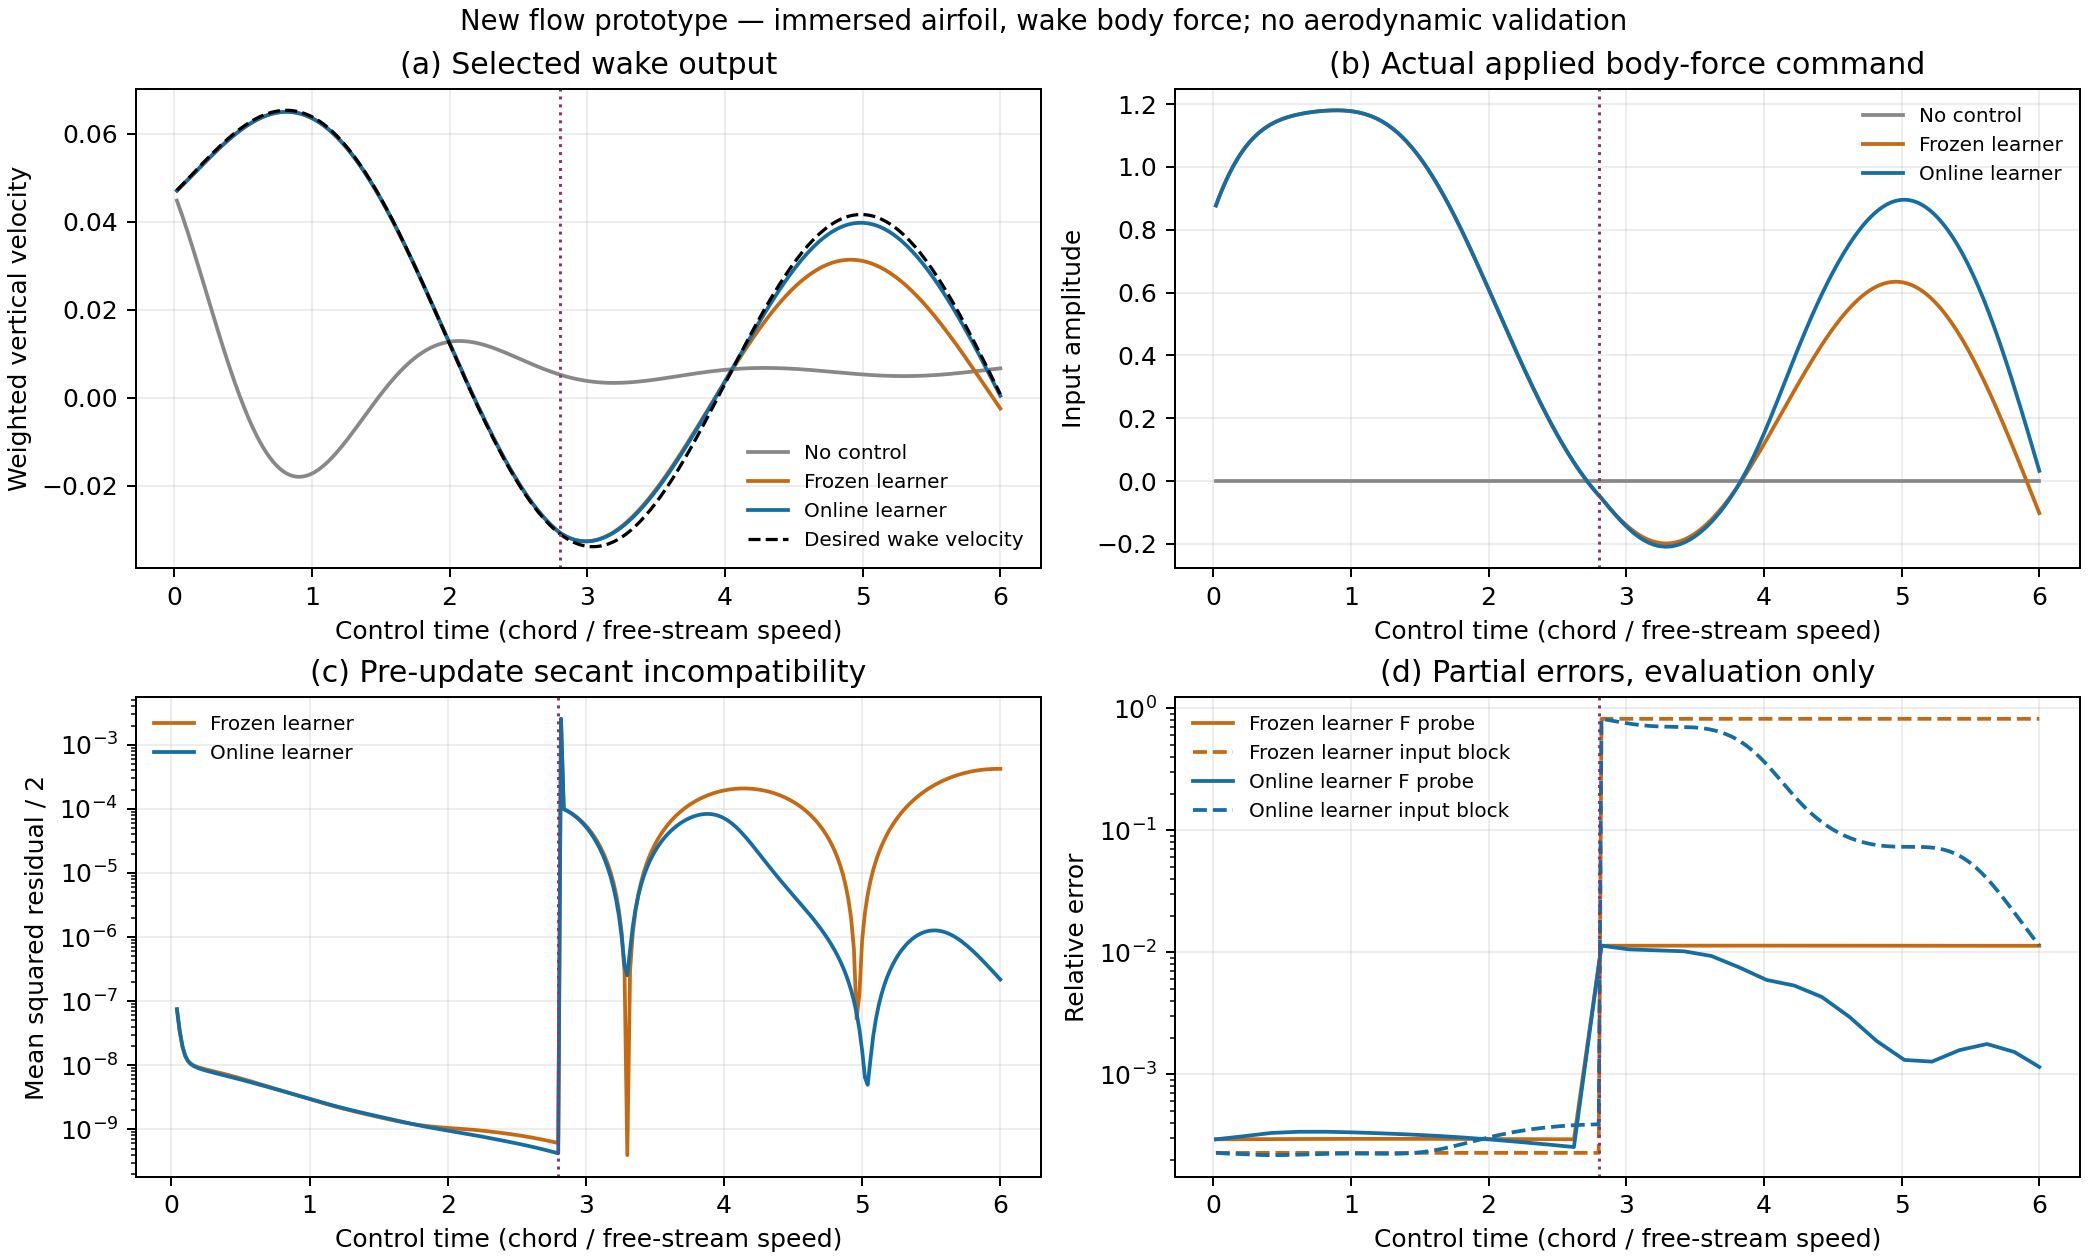 New flow prototype — immersed airfoil, wake body force; no aerodynamic validation
(a) Selected wake output
Weighted vertical velocity
0.06
0.04
0.02
0.00
−0.02
No control
Frozen learner
Online learner
Desired wake velocity
0 1 2 3 4 5 6
Control time (chord / free-stream speed)
(b) Actual applied body-force command
Input amplitude
1.2
1.0
0.8
0.6
0.4
0.2
0.0
−0.2
No control
Frozen learner
Online learner
0 1 2 3 4 5 6
Control time (chord / free-stream speed)
(c) Pre-update secant incompatibility
Mean squared residual / 2
10⁻³
10⁻⁴
10⁻⁵
10⁻⁶
10⁻⁷
10⁻⁸
10⁻⁹
Frozen learner
Online learner
0 1 2 3 4 5 6
Control time (chord / free-stream speed)
(d) Partial errors, evaluation only
Relative error
10⁰
10⁻¹
10⁻²
10⁻³
Frozen learner F probe
Frozen learner input block
Online learner F probe
Online learner input block
0 1 2 3 4 5 6
Control time (chord / free-stream speed)